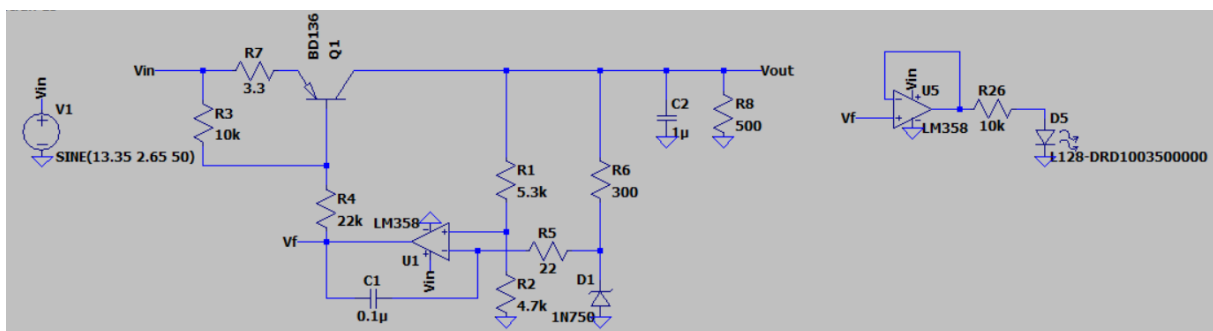 Vin
V1
SINE(13.35 2.65 50)
Vin
R7
3.3
BD136
Q1
R3
10k
R4
22k
Vf
LM358
U1
Vin
C1
0.1µ
R1
5.3k
R2
4.7k
R5
22
R6
300
D1
1N750
C2
1µ
R8
500
Vout
Vin
U5
LM358
Vf
R26
10k
D5
L128-DRD1003500000